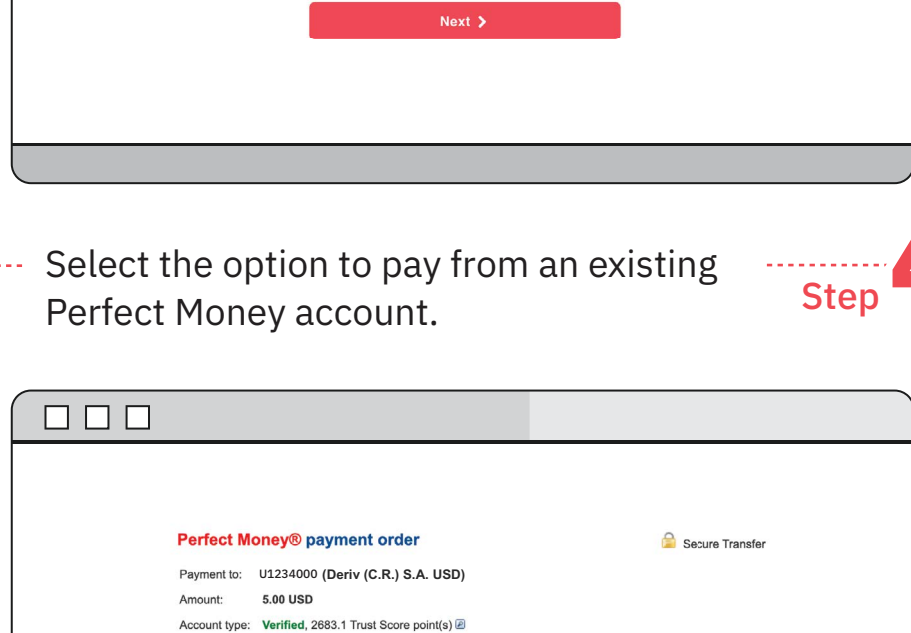 Next
Select the option to pay from an existing
Perfect Money account.
Step
Perfect Money® payment order
Secure Transfer
Payment to: U1234000 (Deriv (C.R.) S.A. USD)
Amount: 5.00 USD
Account type: Verified, 2683.1 Trust Score point(s)